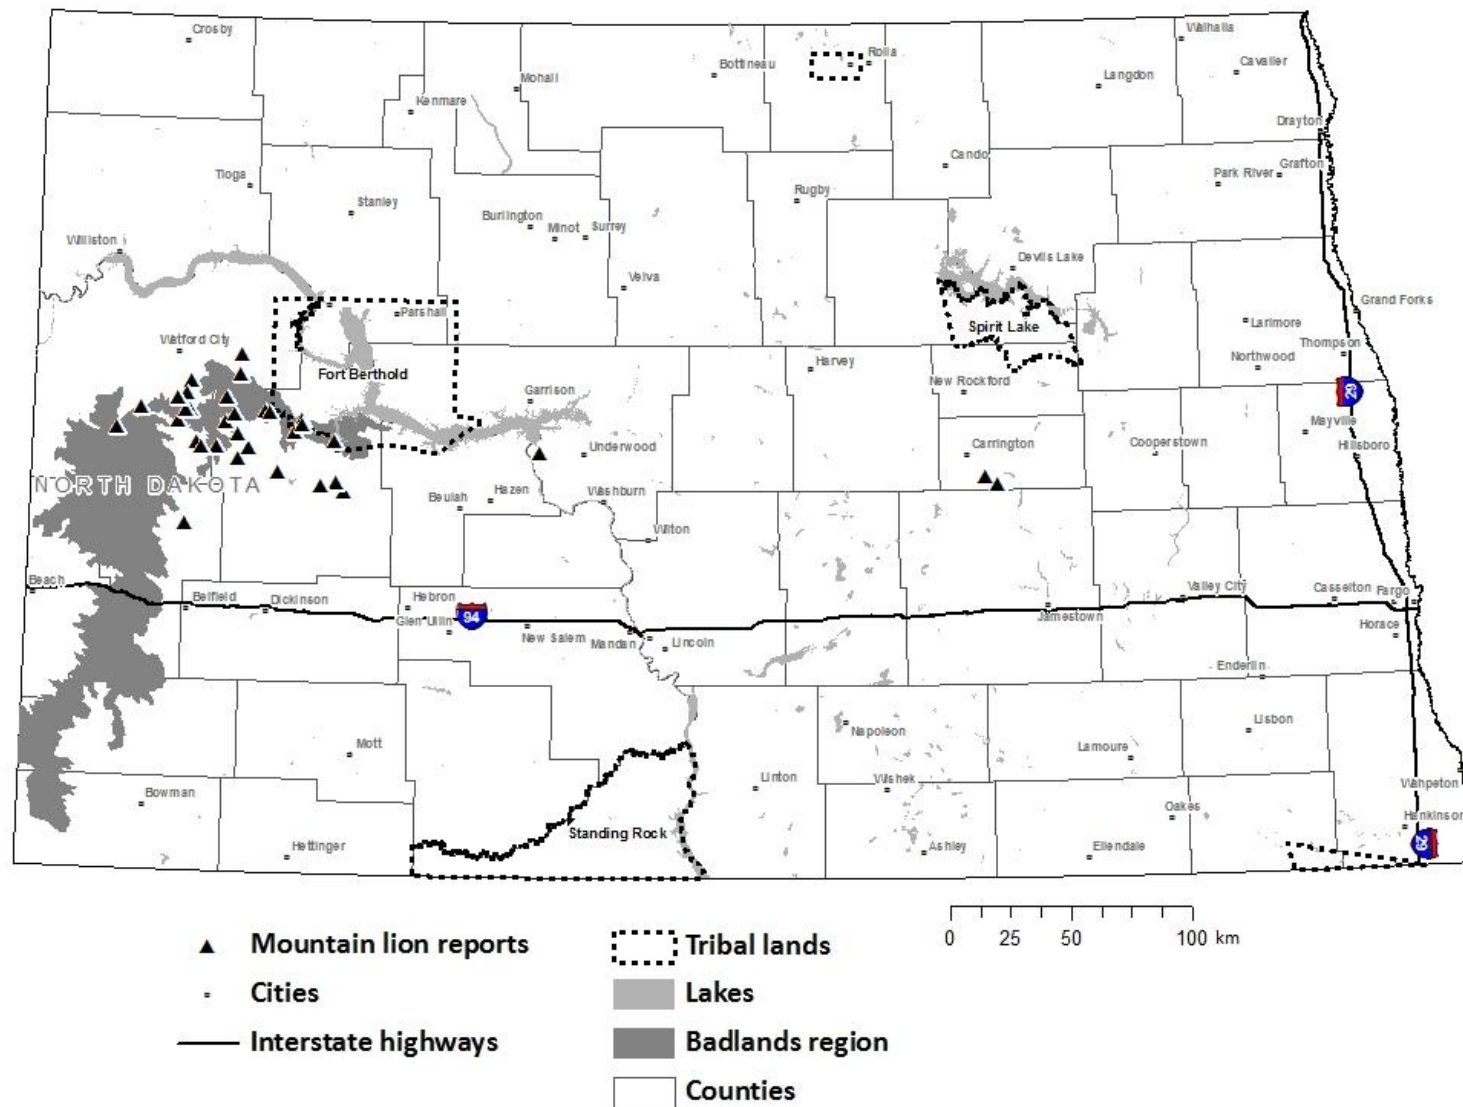 Crosby
Walhalla
Rolla
Bottineau
Cavalier
Langdon
Mohall
Kenmare
Drayton
Cando
Grafton
Park River
Tioga
Rugby
Stanley
Burlington
Minot
Surrey
Williston
Devils Lake
Velva
Grand Forks
Parshall
Spirit Lake
Larimore
Watford City
Thompson
Northwood
Harvey
Fort Berthold
New Rockford
Garrison
29
Mayville
Carrington
Cooperstown
Hillsboro
Underwood
NORTH DAKOTA
Hazen
Beulah
Washburn
Wilton
Beach
Valley City
Casselton
Fargo
Belfield
Dickinson
Hebron
94
Jamestown
Glen Ullin
New Salem
Mandan
Lincoln
Horace
Enderlin
Napoleon
Lisbon
Mott
Lamoure
Linton
Wishek
Wahpeton
Bowman
Oakes
Hankinson
Standing Rock
Hettinger
Ashley
Ellendale
29
Mountain lion reports
Tribal lands
0 25 50 100 km
Cities
Lakes
Interstate highways
Badlands region
Counties